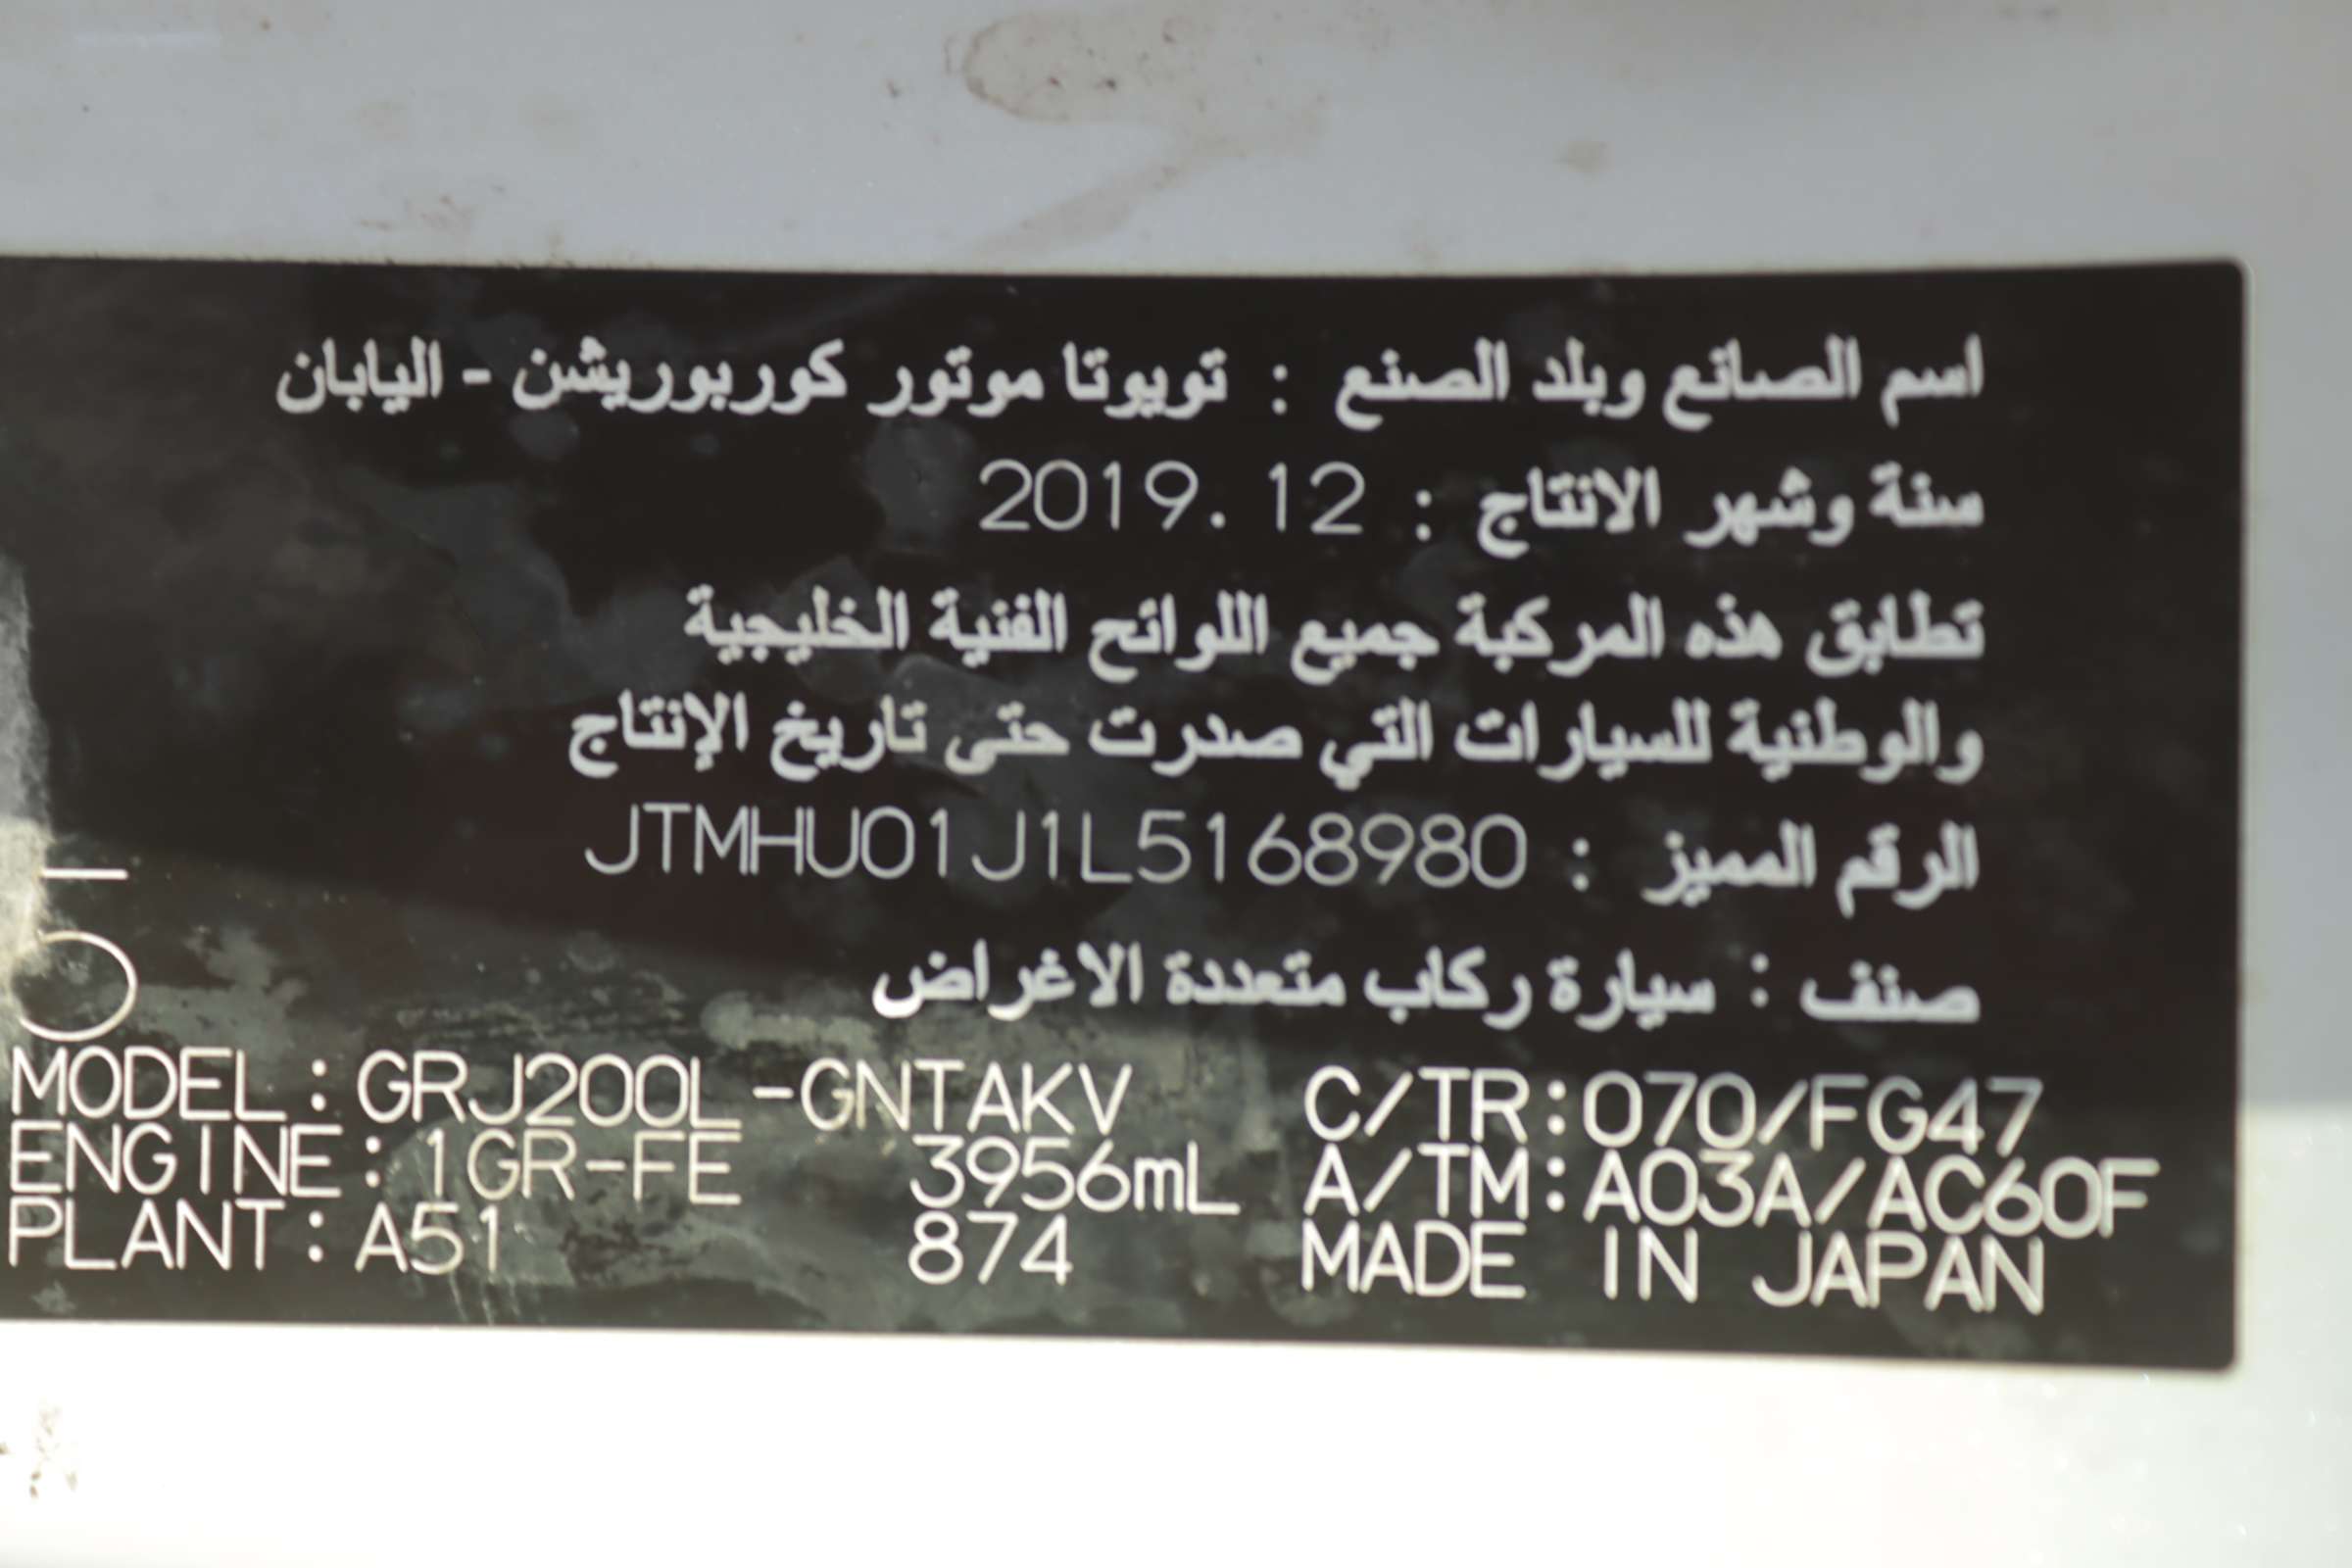 اسم الصانع وبلد الصنع : تويوتا موتور كوربوريشن - اليابان
سنة وشهر الانتاج : 2019.12
تطابق هذه المركبة جميع اللوائح الفنية الخليجية
والوطنية للسيارات التي صدرت حتى تاريخ الإنتاج
الرقم المميز : JTMHU01J1L5168980
صنف : سيارة ركاب متعددة الاغراض
MODEL:GRJ200L-GNTAKV C/TR:070/FG47
ENGINE:1GR-FE 3956mL A/TM:A03A/AC60F
PLANT:A51 874 MADE IN JAPAN